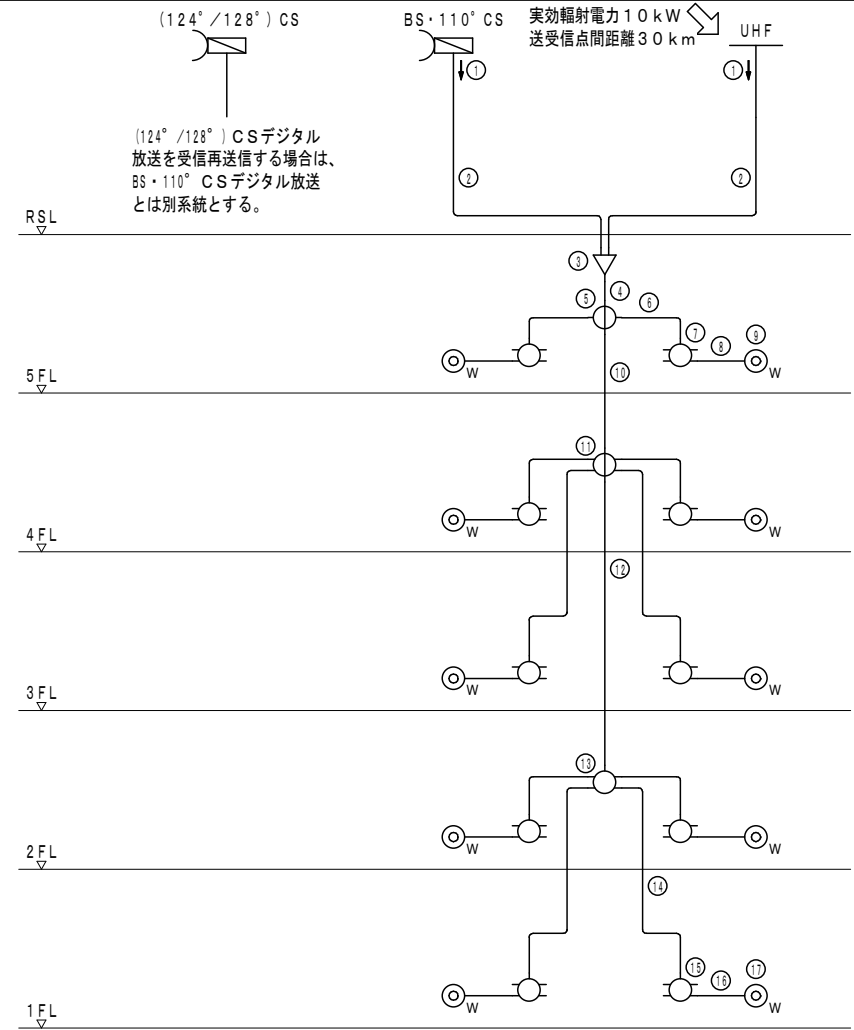 (124°/128°) CS
BS・110°CS
実効輻射電力10kW
送受信点間距離30km
UHF
①
①
(124°/128°) CSデジタル
放送を受信再送信する場合は、
BS・110° CSデジタル放送
とは別系統とする。
②
②
RSL
③
④
⑤
⑥
⑦
⑧
⑨
W
W
⑩
5FL
⑪
W
W
4FL
⑫
W
W
3FL
⑬
W
W
2FL
⑭
⑮
⑯
⑰
W
W
1FL